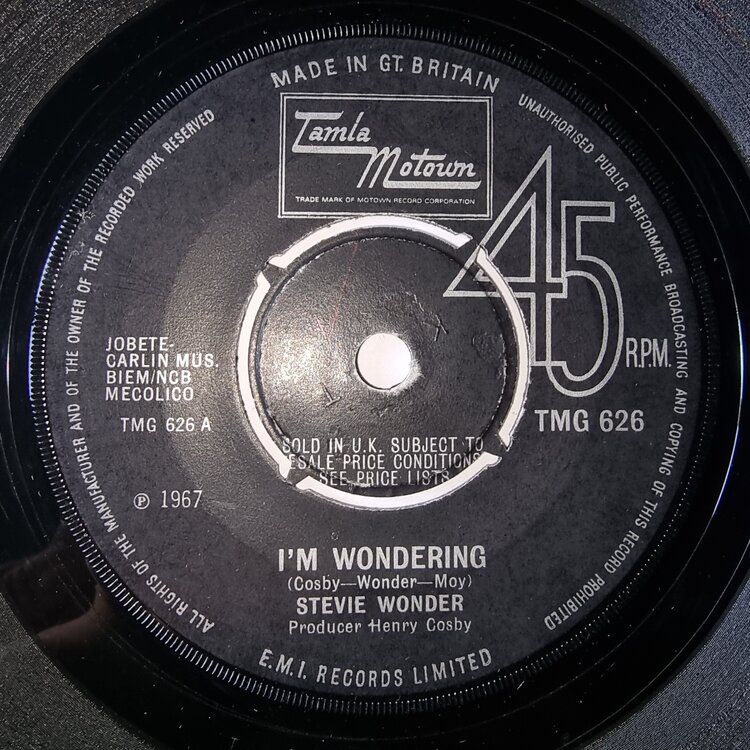 MADE IN GT. BRITAIN
Tamla
Motown
TRADE MARK OF MOTOWN RECORD CORPORATION
ALL RIGHTS OF THE MANUFACTURER AND OF THE OWNER OF THE RECORDED WORK RESERVED
UNAUTHORISED PUBLIC PERFORMANCE BROADCASTING AND COPYING OF THIS RECORD PROHIBITED
45
R.P.M.
JOBETE-
CARLIN MUS.
BIEM/NCB
MECOLICO
TMG 626 A
TMG 626
SOLD IN U.K. SUBJECT TO
RESALE PRICE CONDITIONS
SEE PRICE LISTS
℗ 1967
I'M WONDERING
(Cosby—Wonder—Moy)
STEVIE WONDER
Producer Henry Cosby
E.M.I. RECORDS LIMITED